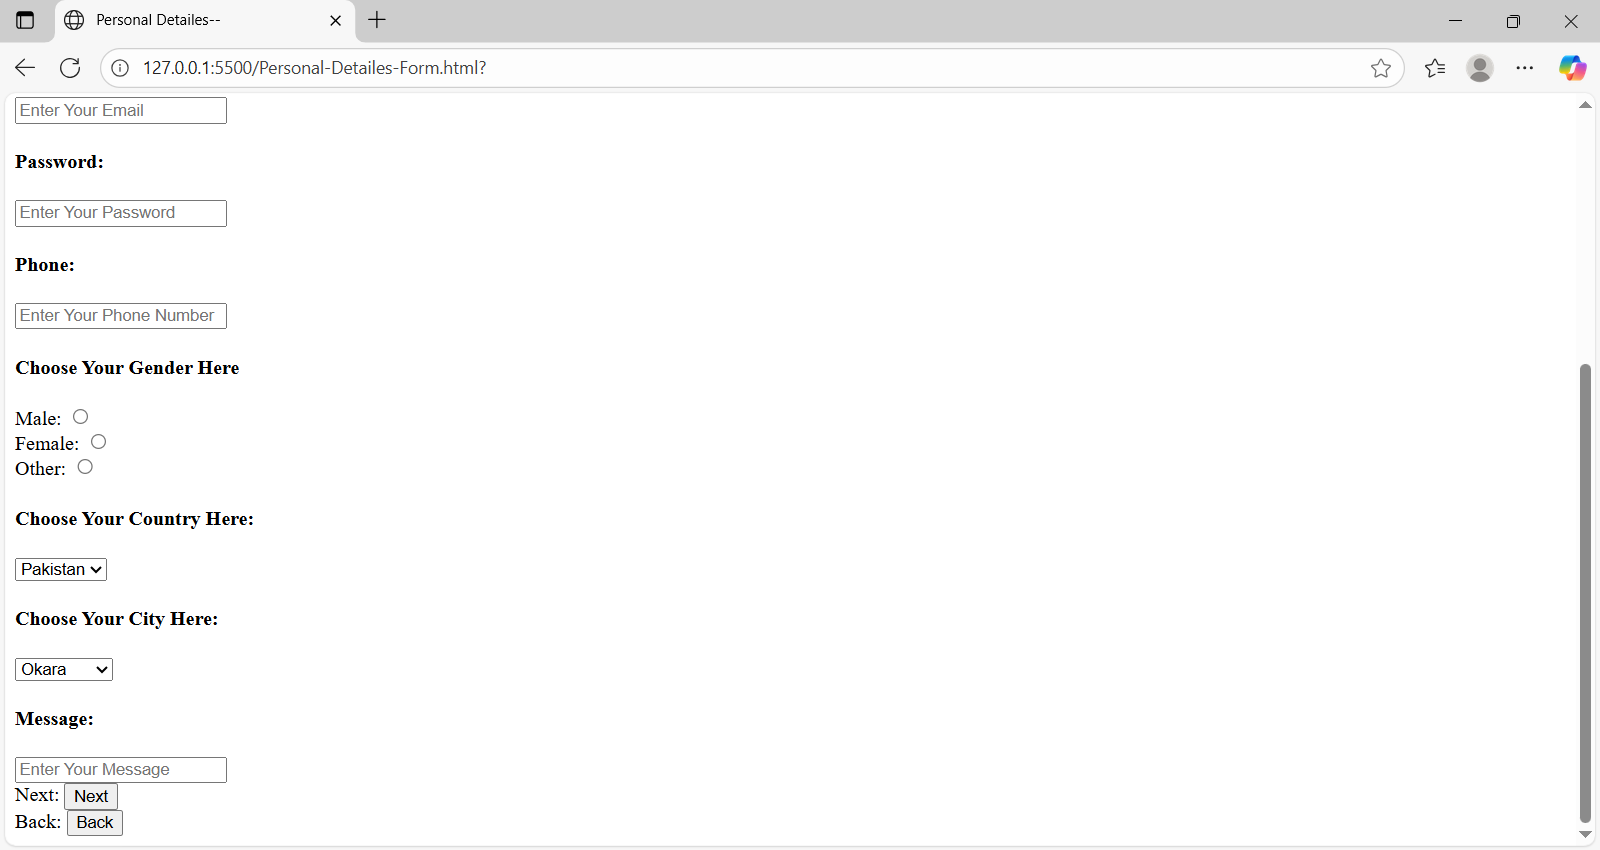 Personal Detailes--
127.0.0.1:5500/Personal-Detailes-Form.html?
Enter Your Email
Password:
Enter Your Password
Phone:
Enter Your Phone Number
Choose Your Gender Here
Male:
Female:
Other:
Choose Your Country Here:
Pakistan
Choose Your City Here:
Okara
Message:
Enter Your Message
Next: Next
Back: Back